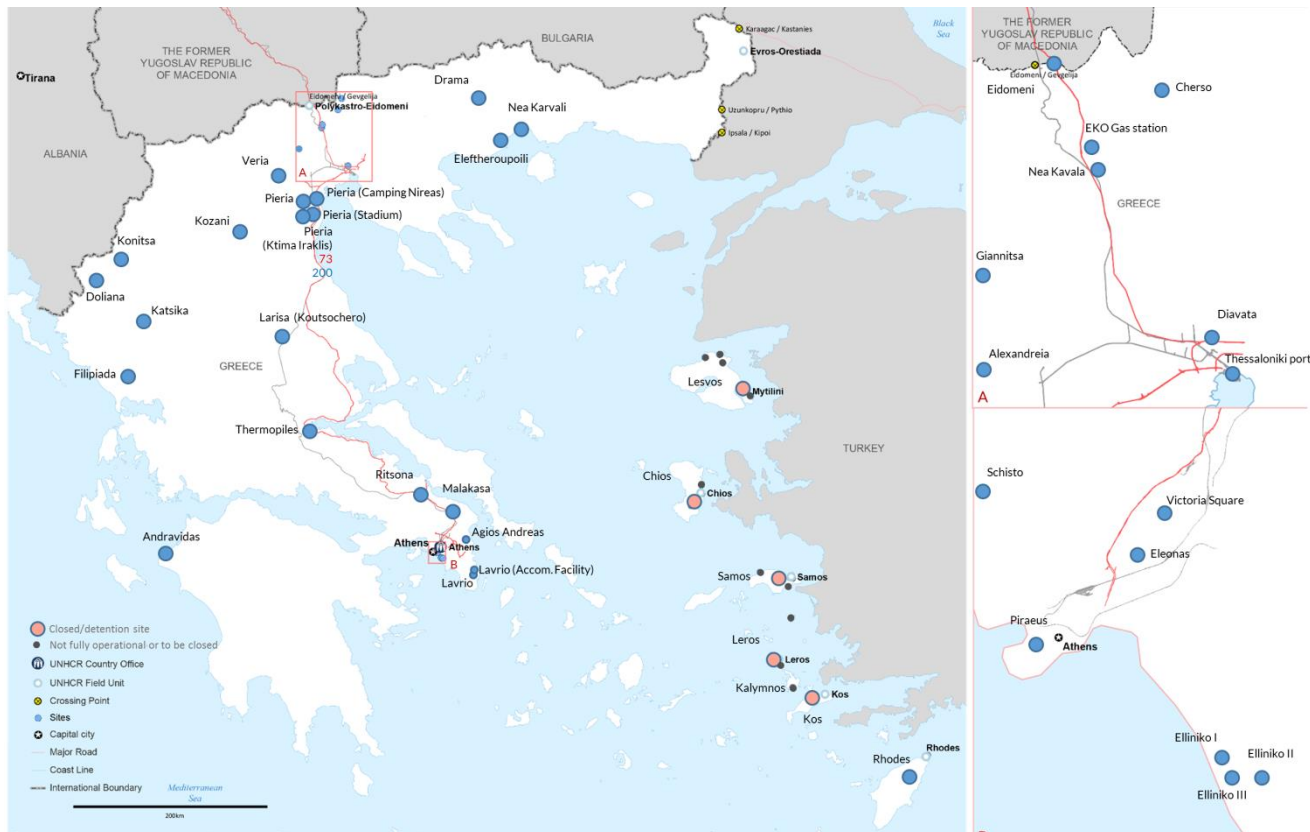 Black
Sea
Karaagac / Kastanies
BULGARIA
THE FORMER
YUGOSLAV REPUBLIC
OF MACEDONIA
Evros-Orestiada
Tirana
Drama
Eidomeni / Gevgelija
Polykastro-Eidomeni
Nea Karvali
Uzunkopru / Pythio
Ipsala / Kipoi
ALBANIA
Eleftheroupoili
Veria
A
Pieria
Pieria (Camping Nireas)
Pieria (Stadium)
Kozani
Pieria
(Ktima Iraklis)
Konitsa
73
200
Doliana
Katsika
Larisa (Koutsochero)
GREECE
Filipiada
Lesvos
Mytilini
Thermopiles
TURKEY
Chios
Chios
Ritsona
Malakasa
Andravidas
Agios Andreas
Athens
Athens
B
Lavrio (Accom. Facility)
Lavrio
Samos
Samos
Leros
Leros
Kalymnos
Kos
Kos
Rhodes
Rhodes
Closed/detention site
Not fully operational or to be closed
UNHCR Country Office
UNHCR Field Unit
Crossing Point
Sites
Capital city
Major Road
Coast Line
International Boundary
Mediterranean
Sea
200km
THE FORMER
YUGOSLAV REPUBLIC
OF MACEDONIA
Eidomeni / Gevgelija
Eidomeni
Cherso
EKO Gas station
Nea Kavala
GREECE
Giannitsa
Diavata
Alexandreia
Thessaloniki port
A
Schisto
Victoria Square
Eleonas
Piraeus
Athens
Elliniko I
Elliniko II
Elliniko III